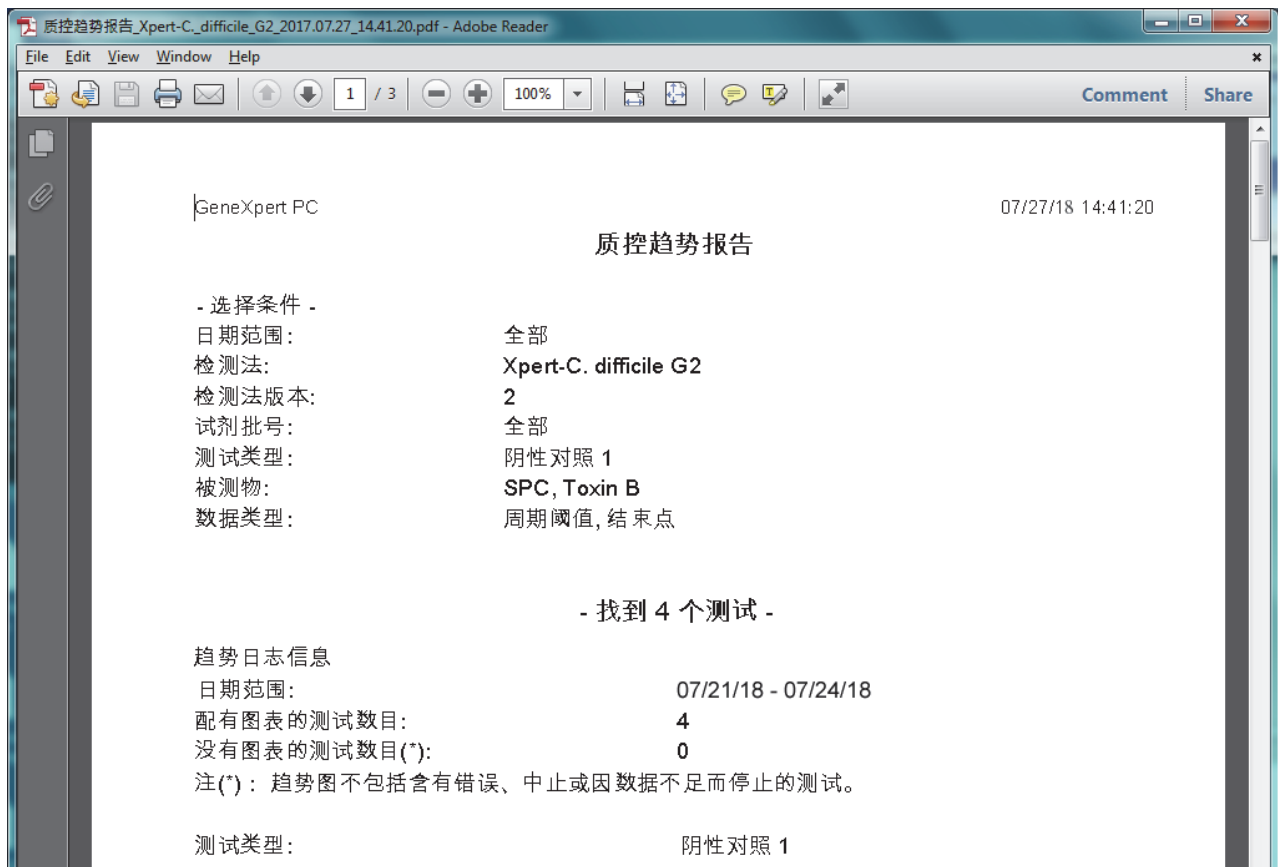 质控趋势报告_Xpert-C._difficile_G2_2017.07.27_14.41.20.pdf - Adobe Reader
File Edit View Window Help
1 / 3 100% Comment Share
GeneXpert PC 07/27/18 14:41:20
质控趋势报告
- 选择条件 -
日期范围: 全部
检测法: Xpert-C. difficile G2
检测法版本: 2
试剂批号: 全部
测试类型: 阴性对照 1
被测物: SPC, Toxin B
数据类型: 周期阈值, 结束点
- 找到 4 个测试 -
趋势日志信息
日期范围: 07/21/18 - 07/24/18
配有图表的测试数目: 4
没有图表的测试数目(*): 0
注(*) : 趋势图不包括含有错误、中止或因数据不足而停止的测试。
测试类型: 阴性对照 1